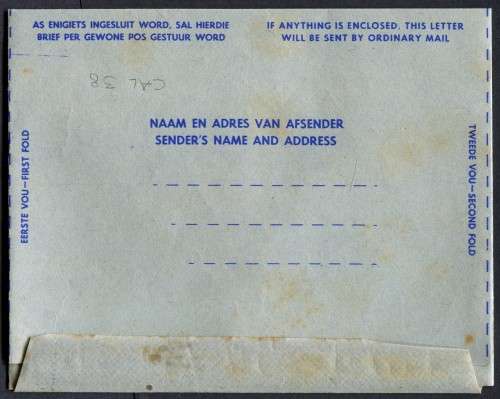 AS ENIGIETS INGESLUIT WORD, SAL HIERDIE
BRIEF PER GEWONE POS GESTUUR WORD
IF ANYTHING IS ENCLOSED, THIS LETTER
WILL BE SENT BY ORDINARY MAIL
CAL 38
NAAM EN ADRES VAN AFSENDER
SENDER'S NAME AND ADDRESS
EERSTE VOU—FIRST FOLD
TWEEDE VOU—SECOND FOLD